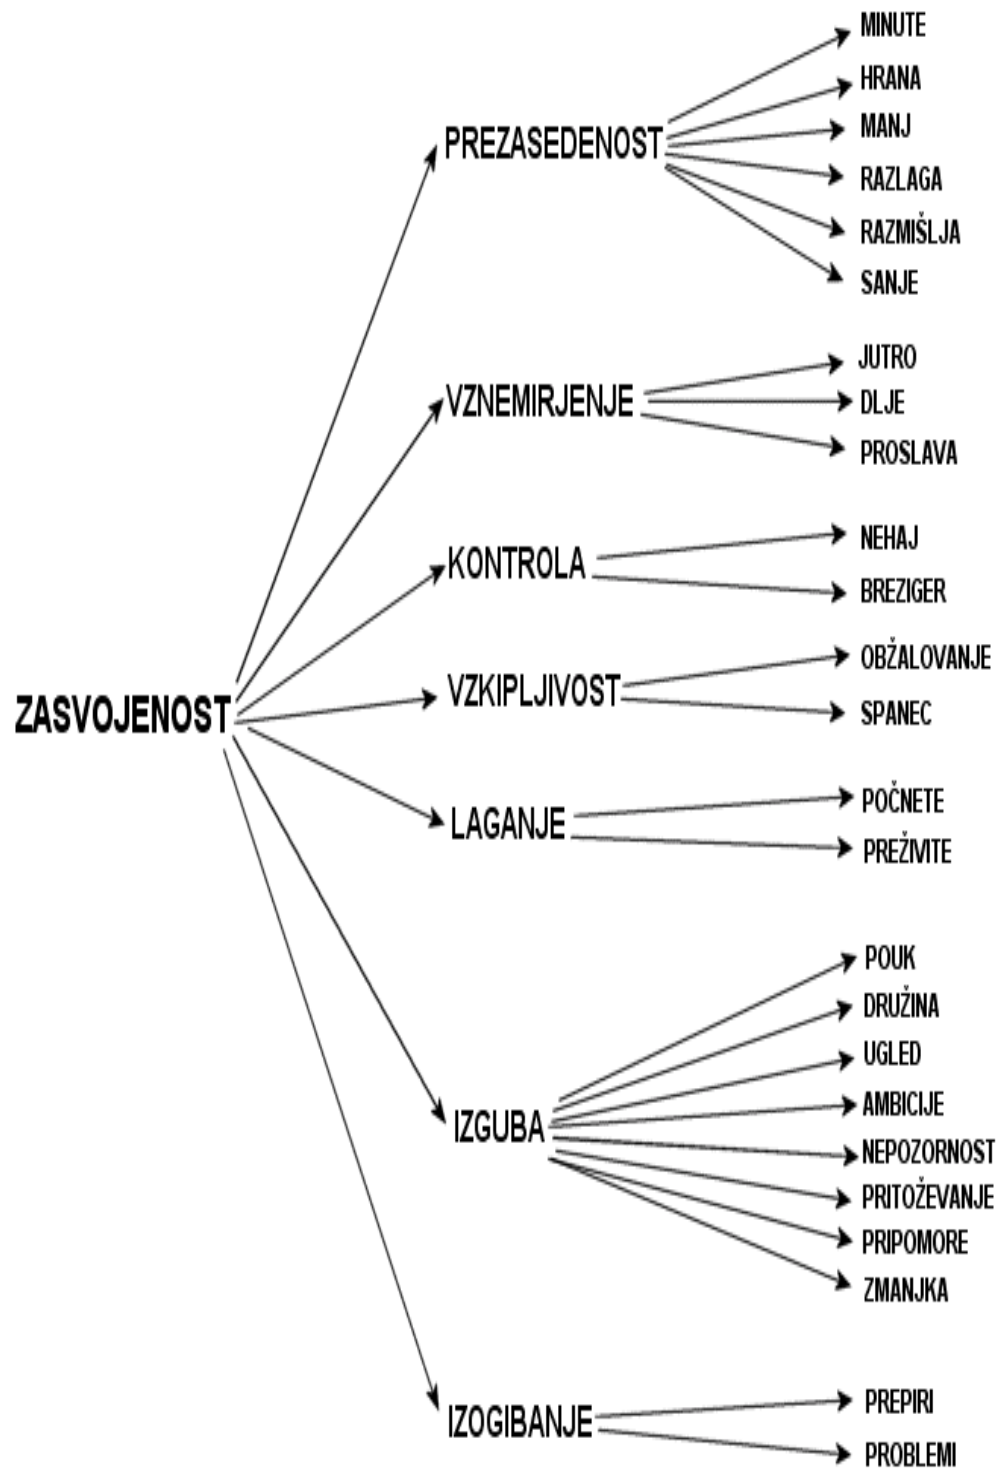 ZASVOJENOST
PREZASEDENOST
MINUTE
HRANA
MANJ
RAZLAGA
RAZMIŠLJA
SANJE
VZNEMIRJENJE
JUTRO
DLJE
PROSLAVA
KONTROLA
NEHAJ
BREZIGER
VZKIPLJIVOST
OBŽALOVANJE
SPANEC
LAGANJE
POČNETE
PREŽIVITE
IZGUBA
POUK
DRUŽINA
UGLED
AMBICIJE
NEPOZORNOST
PRITOŽEVANJE
PRIPOMORE
ZMANJKA
IZOGIBANJE
PREPIRI
PROBLEMI